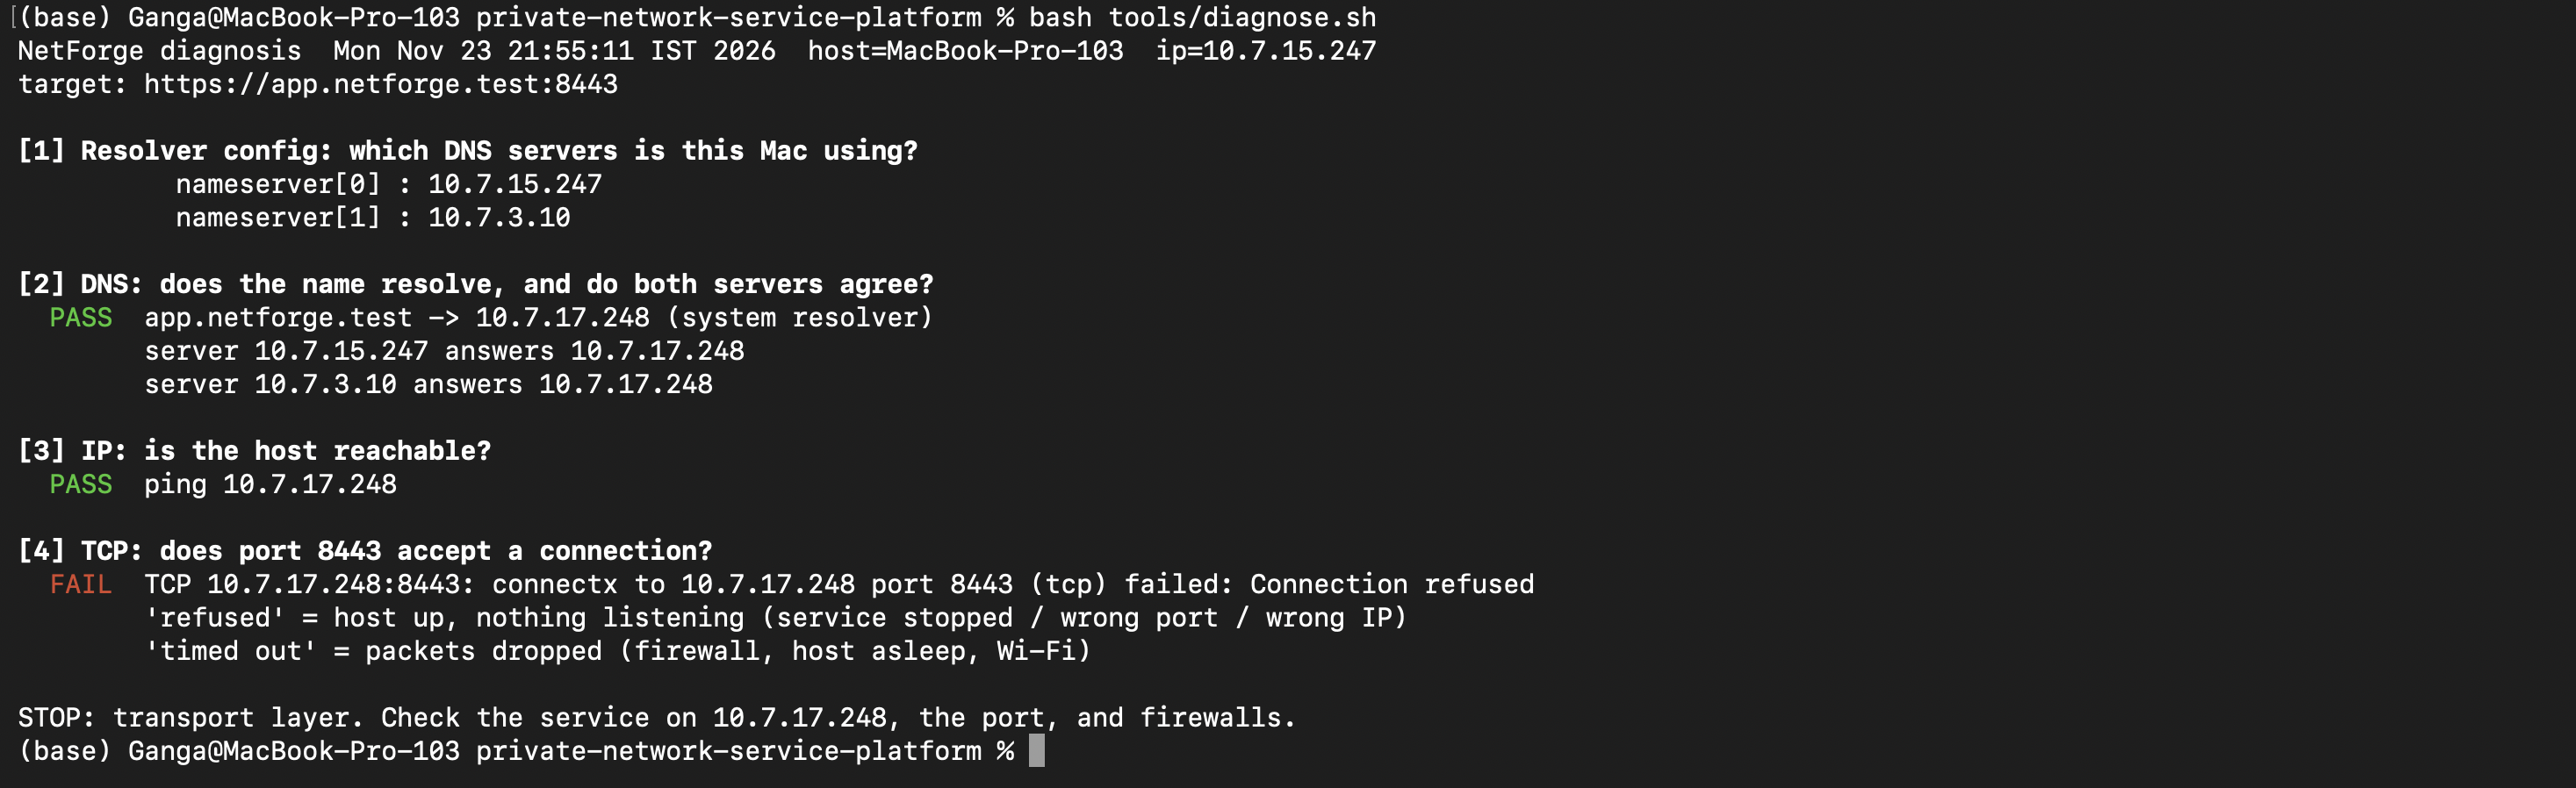 [(base) Ganga@MacBook-Pro-103 private-network-service-platform % bash tools/diagnose.sh
NetForge diagnosis  Mon Nov 23 21:55:11 IST 2026  host=MacBook-Pro-103  ip=10.7.15.247
target: https://app.netforge.test:8443
[1] Resolver config: which DNS servers is this Mac using?
nameserver[0] : 10.7.15.247
nameserver[1] : 10.7.3.10
[2] DNS: does the name resolve, and do both servers agree?
PASS  app.netforge.test -> 10.7.17.248 (system resolver)
server 10.7.15.247 answers 10.7.17.248
server 10.7.3.10 answers 10.7.17.248
[3] IP: is the host reachable?
PASS  ping 10.7.17.248
[4] TCP: does port 8443 accept a connection?
FAIL  TCP 10.7.17.248:8443: connectx to 10.7.17.248 port 8443 (tcp) failed: Connection refused
'refused' = host up, nothing listening (service stopped / wrong port / wrong IP)
'timed out' = packets dropped (firewall, host asleep, Wi-Fi)
STOP: transport layer. Check the service on 10.7.17.248, the port, and firewalls.
(base) Ganga@MacBook-Pro-103 private-network-service-platform %